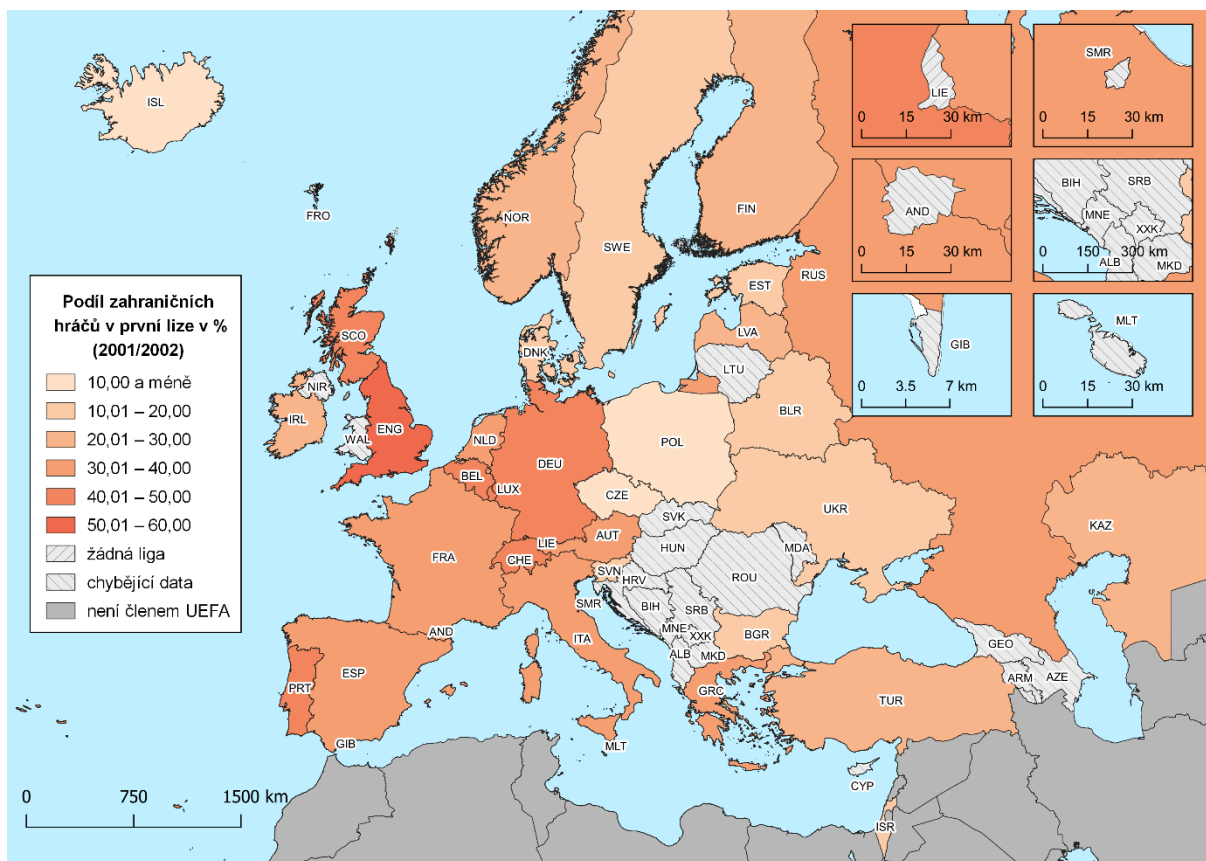 ISL
FRO
NOR
SWE
FIN
RUS
EST
LVA
LTU
BLR
DNK
SCO
NIR
IRL
WAL
ENG
NLD
BEL
LUX
DEU
POL
CZE
SVK
UKR
KAZ
FRA
LIE
CHE
AUT
HUN
MDA
ROU
SVN
HRV
BIH
SRB
SMR
MNE
XXK
BGR
ITA
ALB
MKD
AND
ESP
PRT
GIB
GRC
TUR
GEO
ARM
AZE
MLT
CYP
ISR
Podíl zahraničních
hráčů v první lize v %
(2001/2002)
10,00 a méně
10,01 – 20,00
20,01 – 30,00
30,01 – 40,00
40,01 – 50,00
50,01 – 60,00
žádná liga
chybějící data
není členem UEFA
0 750 1500 km
LIE
0 15 30 km
SMR
0 15 30 km
AND
0 15 30 km
BIH
SRB
MNE
XXK
0 150 300 km
ALB
MKD
GIB
0 3.5 7 km
MLT
0 15 30 km